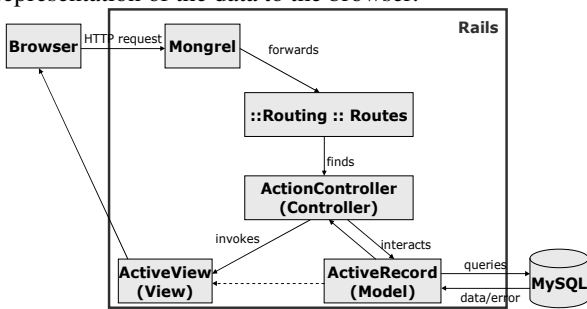 representation of the data to the browser.
Rails
Browser
HTTP request
Mongrel
forwards
::Routing :: Routes
finds
ActionController
(Controller)
invokes
interacts
ActiveView
(View)
ActiveRecord
(Model)
queries
data/error
MySQL